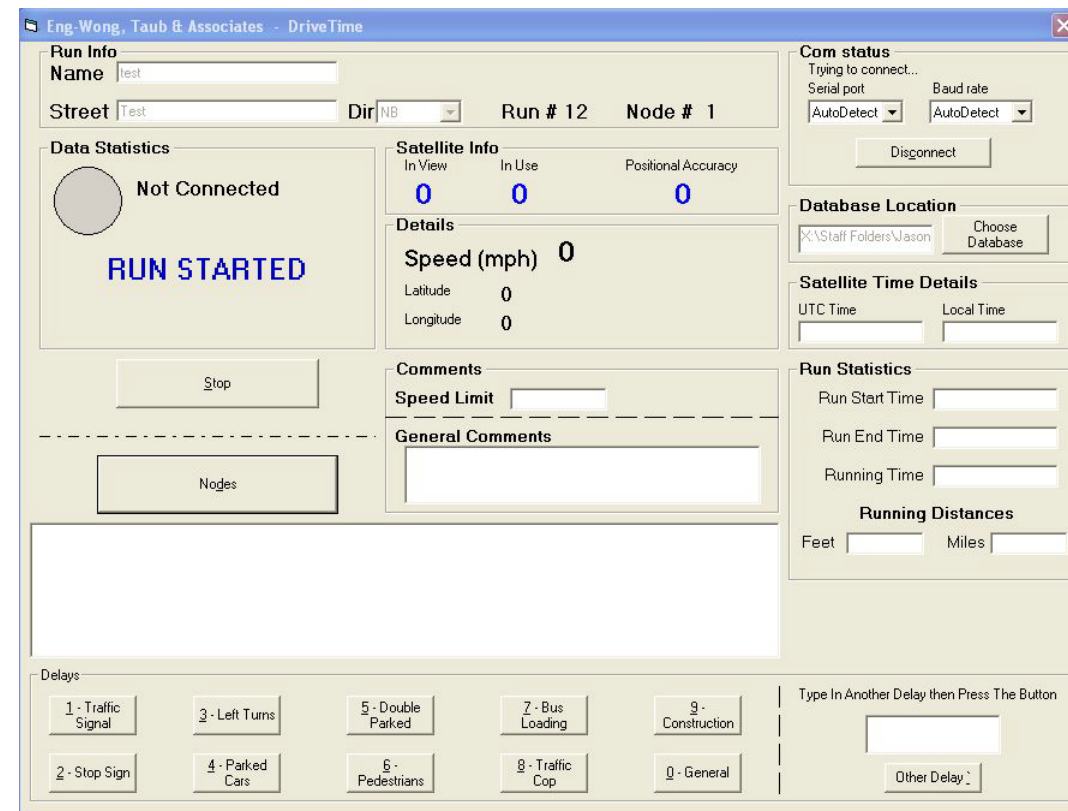 Eng-Wong, Taub & Associates - DriveTime
Run Info
Name test
Street Test Dir NB Run # 12 Node # 1
Com status
Trying to connect...
Serial port Baud rate
AutoDetect AutoDetect
Disconnect
Data Statistics
Not Connected
RUN STARTED
Satellite Info
In View In Use Positional Accuracy
0 0 0
Details
Speed (mph) 0
Latitude 0
Longitude 0
Database Location
X:\Staff Folders\Jason
Choose
Database
Satellite Time Details
UTC Time Local Time
Stop
Nodes
Comments
Speed Limit
General Comments
Run Statistics
Run Start Time
Run End Time
Running Time
Running Distances
Feet Miles
Delays
1 - Traffic
Signal
3 - Left Turns
5 - Double
Parked
7 - Bus
Loading
9 -
Construction
2 - Stop Sign
4 - Parked
Cars
6 -
Pedestrians
8 - Traffic
Cop
0 - General
Type In Another Delay then Press The Button
Other Delay `